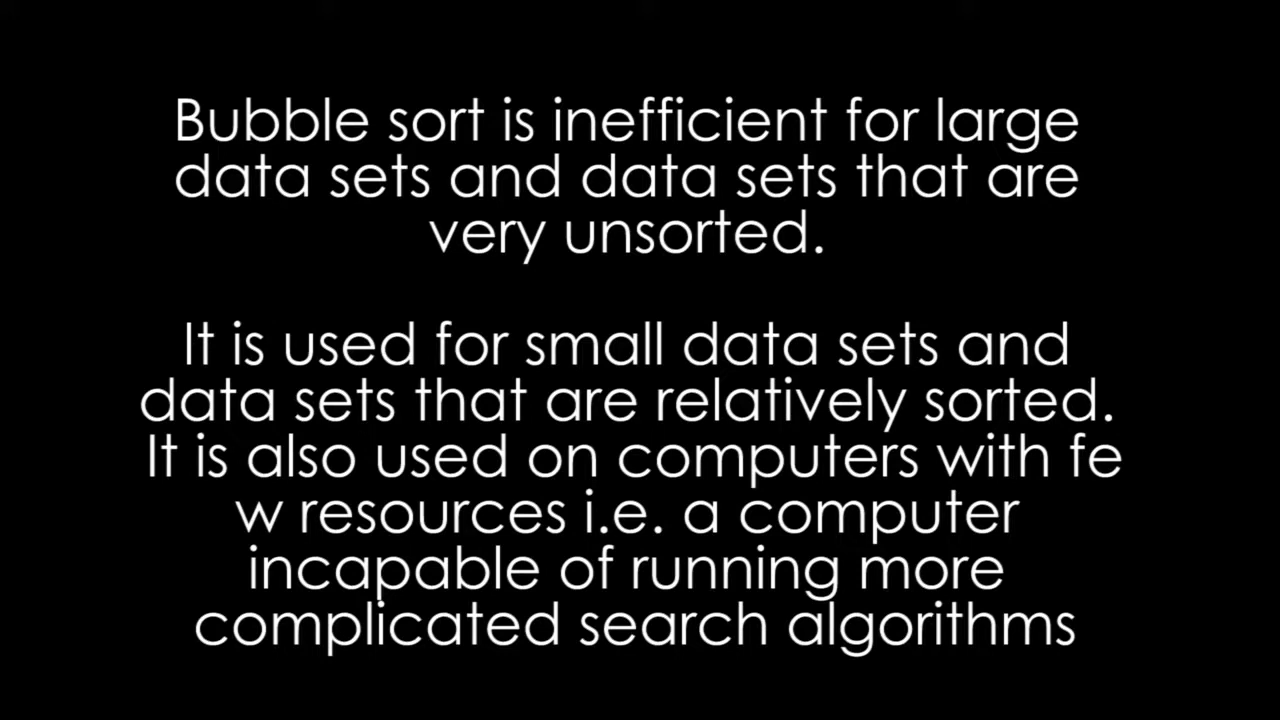 Bubble sort is inefficient for large
data sets and data sets that are
very unsorted.
It is used for small data sets and
data sets that are relatively sorted.
It is also used on computers with fe
w resources i.e. a computer
incapable of running more
complicated search algorithms